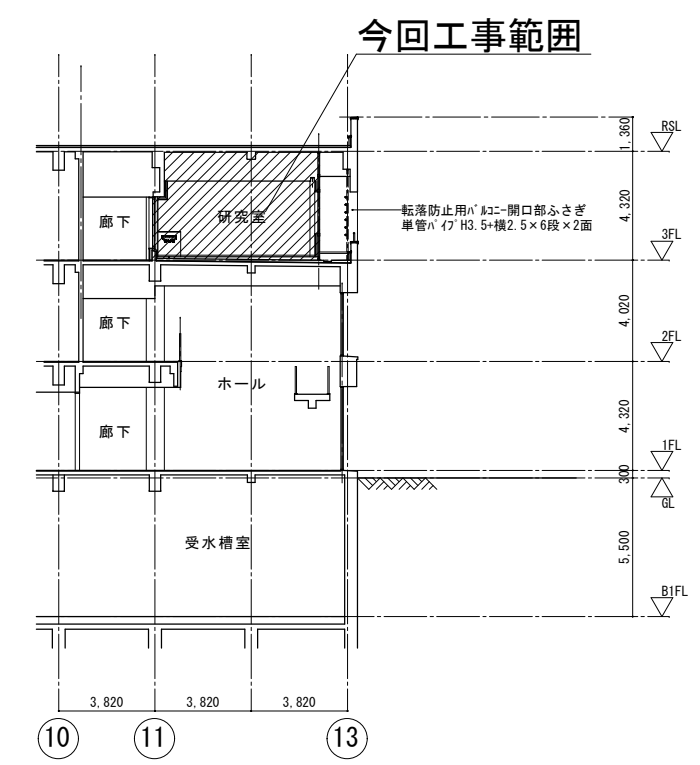 今回工事範囲
RSL
1,360
4,320
転落防止用ﾊﾞﾙｺﾆｰ開口部ふさぎ
単管ﾊﾟｲﾌﾟH3.5+横2.5×6段×2面
廊下
研究室
3FL
4,020
廊下
2FL
ホール
4,320
廊下
1FL
300
GL
受水槽室
5,500
B1FL
3,820
3,820
3,820
10
11
13